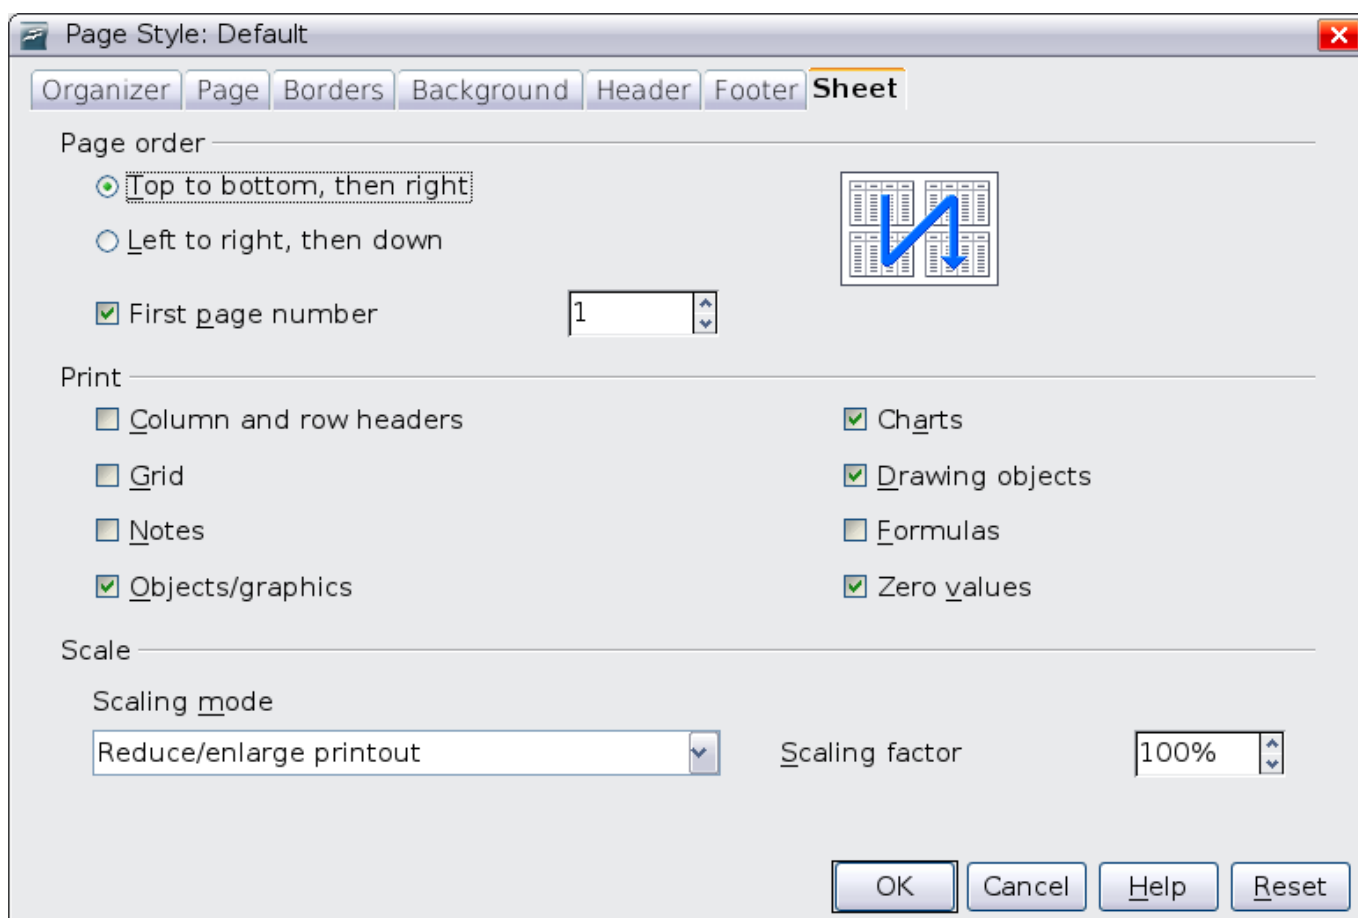 Page Style: Default
Organizer Page Borders Background Header Footer Sheet
Page order
Top to bottom, then right
Left to right, then down
First page number 1
Print
Column and row headers Charts
Grid Drawing objects
Notes Formulas
Objects/graphics Zero values
Scale
Scaling mode
Reduce/enlarge printout Scaling factor 100%
OK Cancel Help Reset